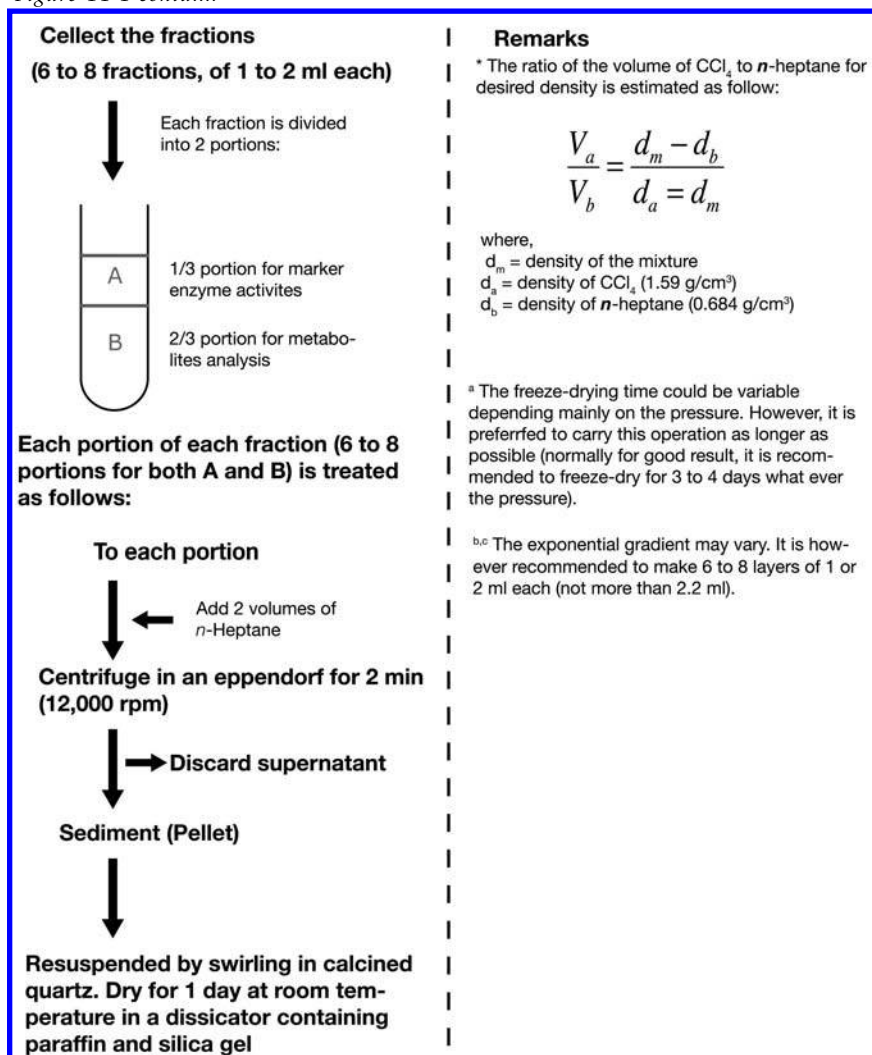 Cellect the fractions
(6 to 8 fractions, of 1 to 2 ml each)
Each fraction is divided
into 2 portions:
A
1/3 portion for marker
enzyme activites
B
2/3 portion for metabo-
lites analysis
Each portion of each fraction (6 to 8
portions for both A and B) is treated
as follows:
To each portion
Add 2 volumes of
n-Heptane
Centrifuge in an eppendorf for 2 min
(12,000 rpm)
Discard supernatant
Sediment (Pellet)
Resuspended by swirling in calcined
quartz. Dry for 1 day at room tem-
perature in a dissicator containing
paraffin and silica gel
Remarks
* The ratio of the volume of CCl₄ to n-heptane for
desired density is estimated as follow:
V_a / V_b = (d_m − d_b) / (d_a = d_m)
where,
d_m = density of the mixture
d_a = density of CCl₄ (1.59 g/cm³)
d_b = density of n-heptane (0.684 g/cm³)
ᵃ The freeze-drying time could be variable
depending mainly on the pressure. However, it is
preferrfed to carry this operation as longer as
possible (normally for good result, it is recom-
mended to freeze-dry for 3 to 4 days what ever
the pressure).
ᵇ,ᶜ The exponential gradient may vary. It is how-
ever recommended to make 6 to 8 layers of 1 or
2 ml each (not more than 2.2 ml).